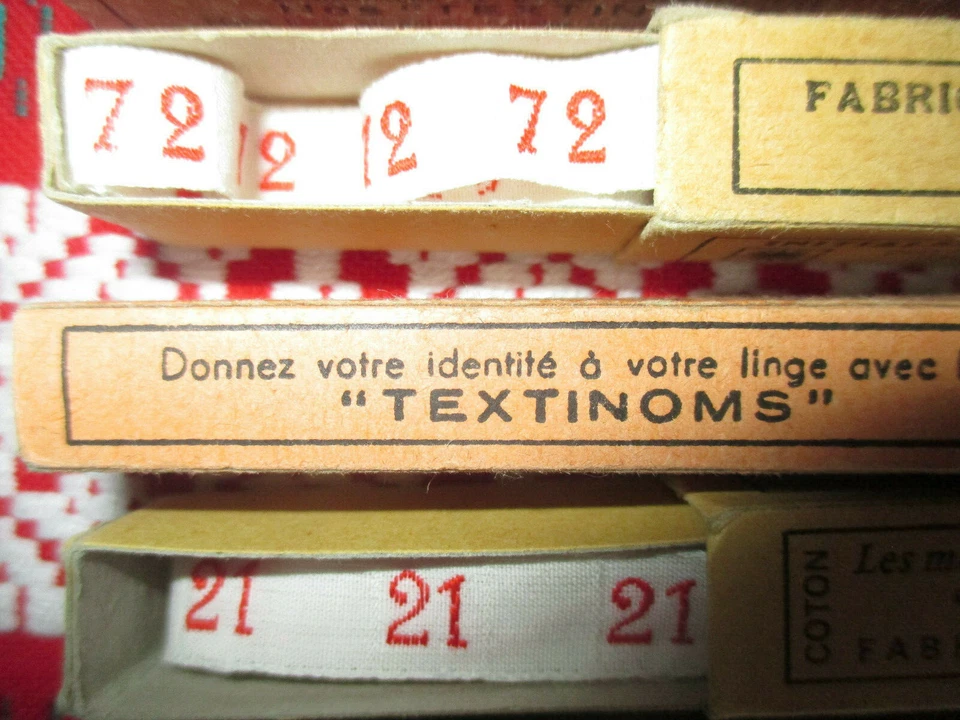 72 12 12 72
FABRI
Donnez votre identité à votre linge avec
"TEXTINOMS"
21 21 21
COTON
Les m
FAB